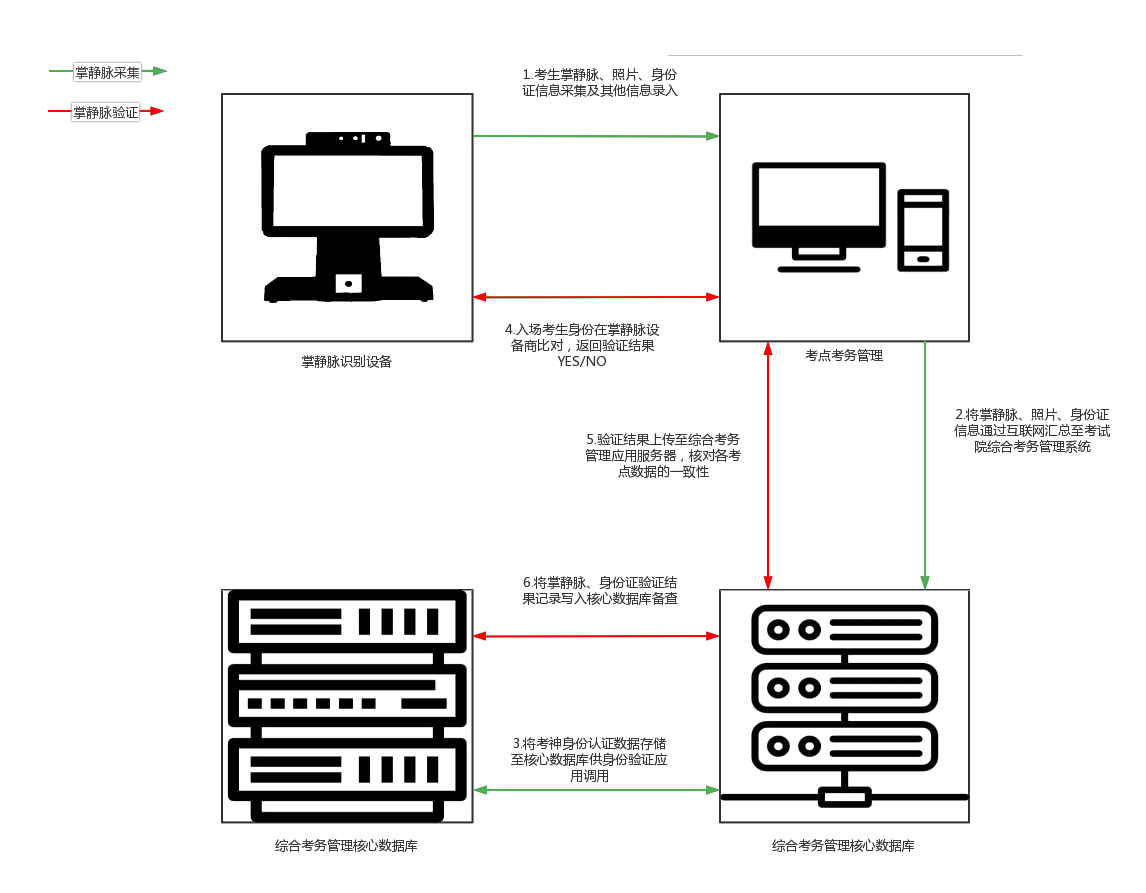 掌静脉采集
掌静脉验证
1.考生掌静脉、照片、身份
证信息采集及其他信息录入
4.入场考生身份在掌静脉设
备商比对，返回验证结果
YES/NO
掌静脉识别设备
考点考务管理
2.将掌静脉、照片、身份证
信息通过互联网汇总至考试
院综合考务管理系统
5.验证结果上传至综合考务
管理应用服务器，核对各考
点数据的一致性
6.将掌静脉、身份证验证结
果记录写入核心数据库备查
3.将考神身份认证数据存储
至核心数据库供身份验证应
用调用
综合考务管理核心数据库
综合考务管理核心数据库